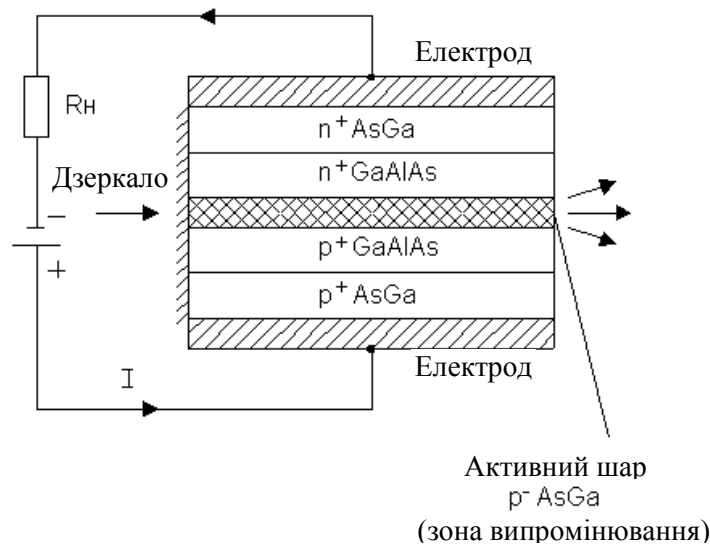 Електрод
Rн
n⁺AsGa
n⁺GaAlAs
Дзеркало
−
+
p⁺GaAlAs
p⁺AsGa
Електрод
I
Активний шар
p⁻AsGa
(зона випромінювання)